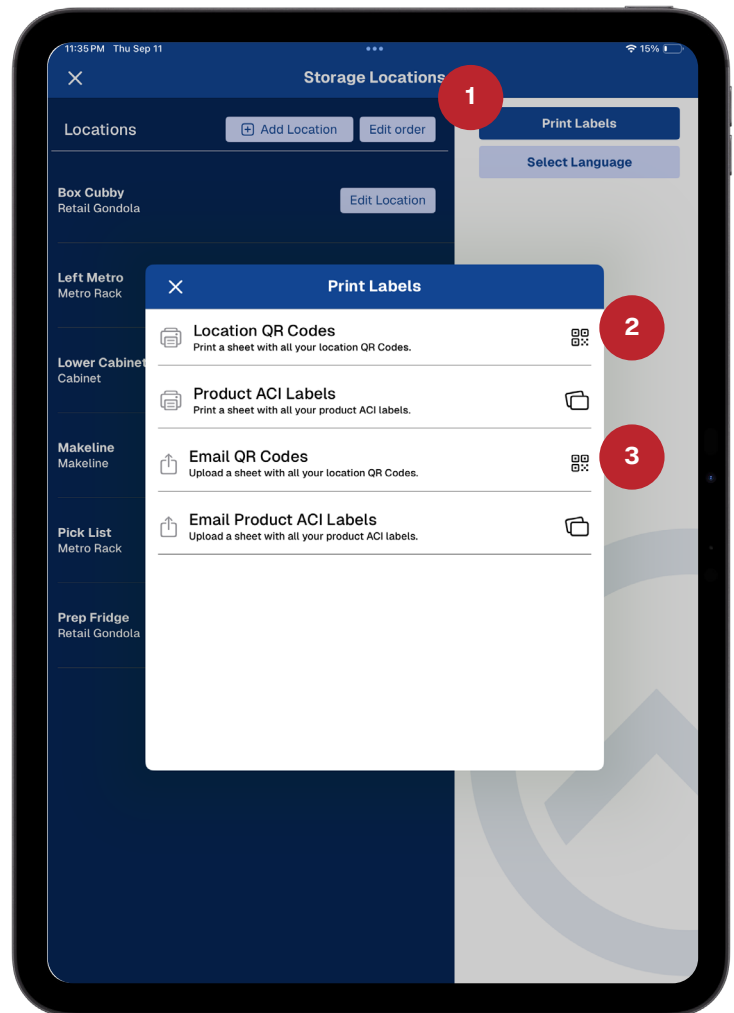 11:35 PM Thu Sep 11
15%
Storage Locations
1
Locations
Add Location
Edit order
Print Labels
Select Language
Box Cubby
Retail Gondola
Edit Location
Left Metro
Metro Rack
Lower Cabinet
Cabinet
Makeline
Makeline
Pick List
Metro Rack
Prep Fridge
Retail Gondola
Print Labels
Location QR Codes
Print a sheet with all your location QR Codes.
2
Product ACI Labels
Print a sheet with all your product ACI labels.
Email QR Codes
Upload a sheet with all your location QR Codes.
3
Email Product ACI Labels
Upload a sheet with all your product ACI labels.